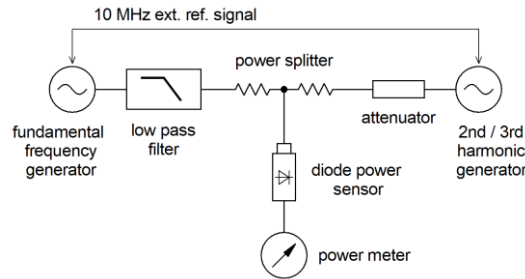 10 MHz ext. ref. signal
power splitter
fundamental
frequency
generator
low pass
filter
attenuator
2nd / 3rd
harmonic
generator
diode power
sensor
power meter